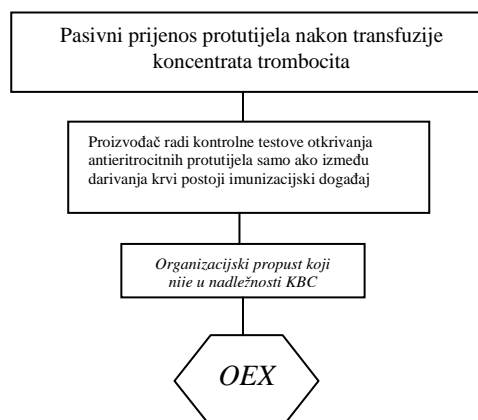 Pasivni prijenos protutijela nakon transfuzije
koncentrata trombocita
Proizvođač radi kontrolne testove otkrivanja
antieritrocitnih protutijela samo ako između
darivanja krvi postoji imunizacijski događaj
Organizacijski propust koji
nije u nadležnosti KBC
OEX